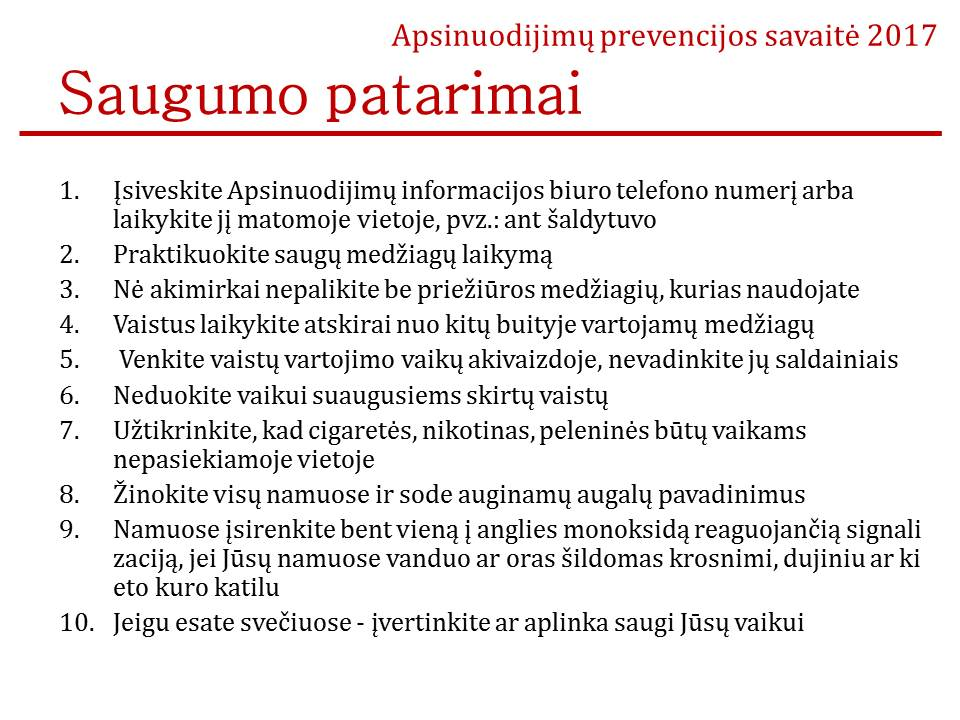 Apsinuodijimų prevencijos savaitė 2017
Saugumo patarimai
1. Įsiveskite Apsinuodijimų informacijos biuro telefono numerį arba
laikykite jį matomoje vietoje, pvz.: ant šaldytuvo
2. Praktikuokite saugų medžiagų laikymą
3. Nė akimirkai nepalikite be priežiūros medžiagių, kurias naudojate
4. Vaistus laikykite atskirai nuo kitų buityje vartojamų medžiagų
5. Venkite vaistų vartojimo vaikų akivaizdoje, nevadinkite jų saldainiais
6. Neduokite vaikui suaugusiems skirtų vaistų
7. Užtikrinkite, kad cigaretės, nikotinas, peleninės būtų vaikams
nepasiekiamoje vietoje
8. Žinokite visų namuose ir sode auginamų augalų pavadinimus
9. Namuose įsirenkite bent vieną į anglies monoksidą reaguojančią signali
zaciją, jei Jūsų namuose vanduo ar oras šildomas krosnimi, dujiniu ar ki
eto kuro katilu
10. Jeigu esate svečiuose - įvertinkite ar aplinka saugi Jūsų vaikui